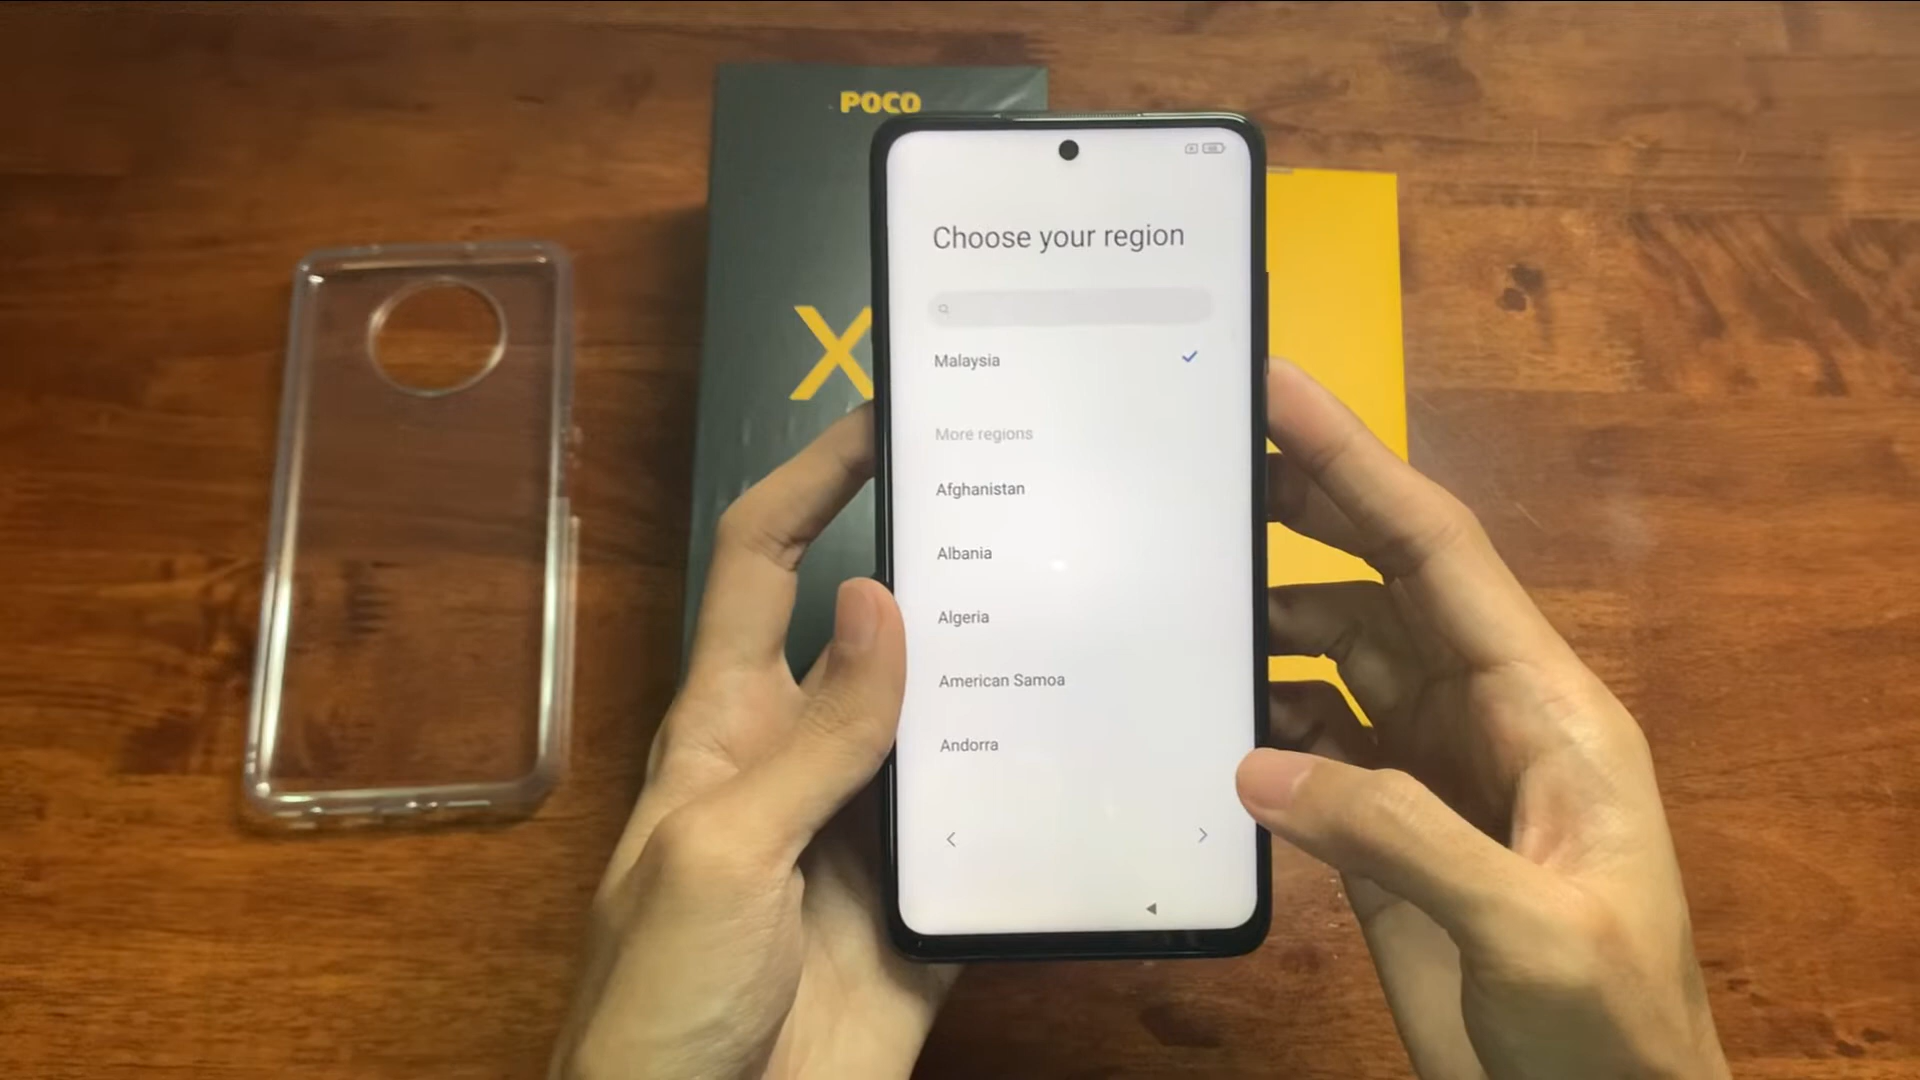 POCO
X
Choose your region
Malaysia
More regions
Afghanistan
Albania
Algeria
American Samoa
Andorra